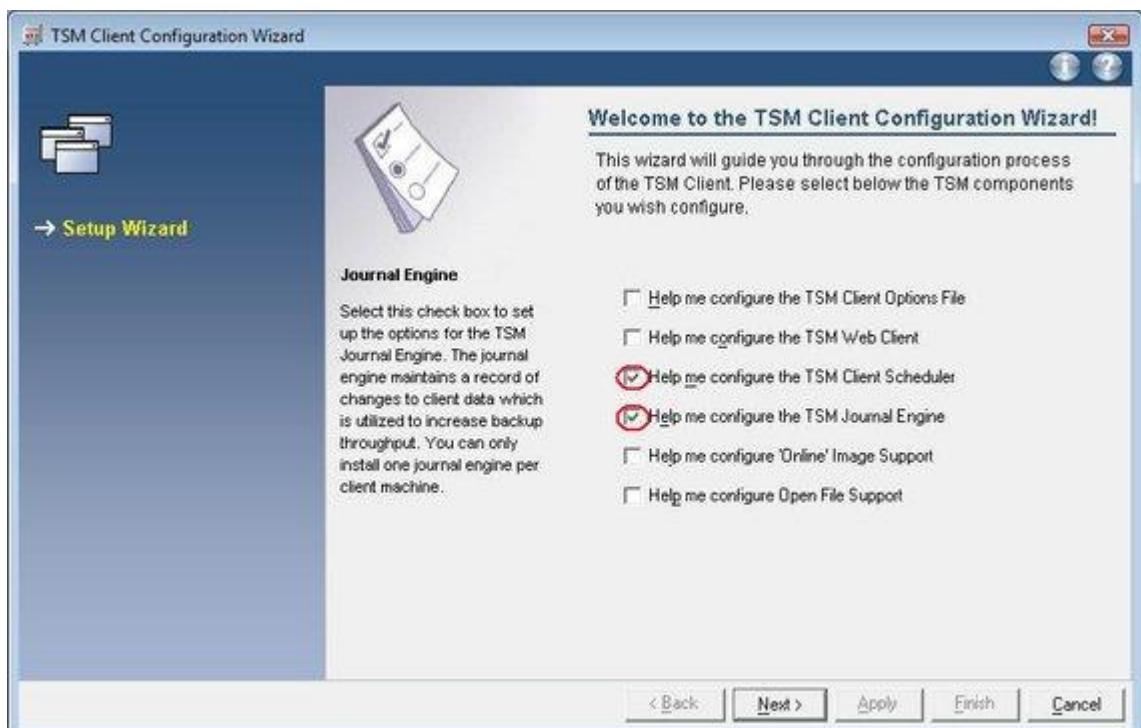 TSM Client Configuration Wizard
→ Setup Wizard
Journal Engine
Select this check box to set
up the options for the TSM
Journal Engine. The journal
engine maintains a record of
changes to client data which
is utilized to increase backup
throughput. You can only
install one journal engine per
client machine.
Welcome to the TSM Client Configuration Wizard!
This wizard will guide you through the configuration process
of the TSM Client. Please select below the TSM components
you wish configure.
Help me configure the TSM Client Options File
Help me configure the TSM Web Client
Help me configure the TSM Client Scheduler
Help me configure the TSM Journal Engine
Help me configure 'Online' Image Support
Help me configure Open File Support
< Back
Next >
Apply
Finish
Cancel